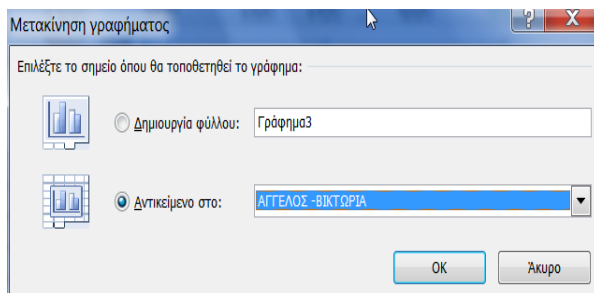 Μετακίνηση γραφήματος
Επιλέξτε το σημείο όπου θα τοποθετηθεί το γράφημα:
Δημιουργία φύλλου: Γράφημα3
Αντικείμενο στο: ΑΓΓΕΛΟΣ -ΒΙΚΤΩΡΙΑ
OK Άκυρο